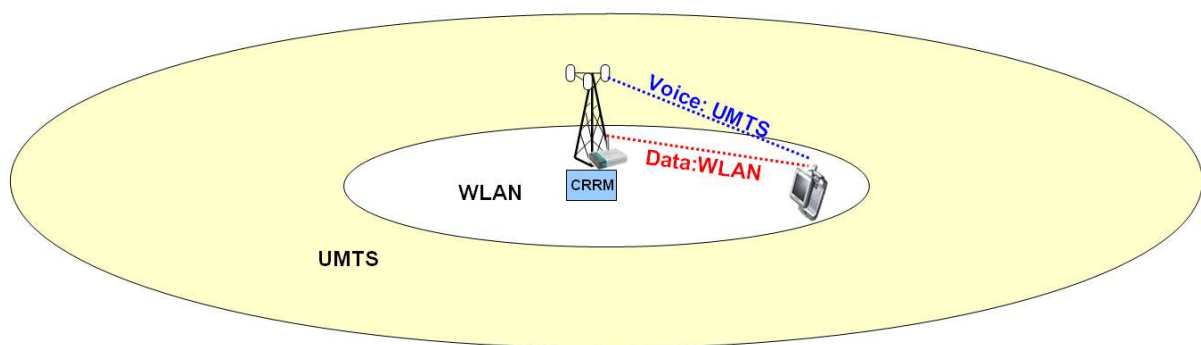 Voice: UMTS
Data:WLAN
CRRM
WLAN
UMTS